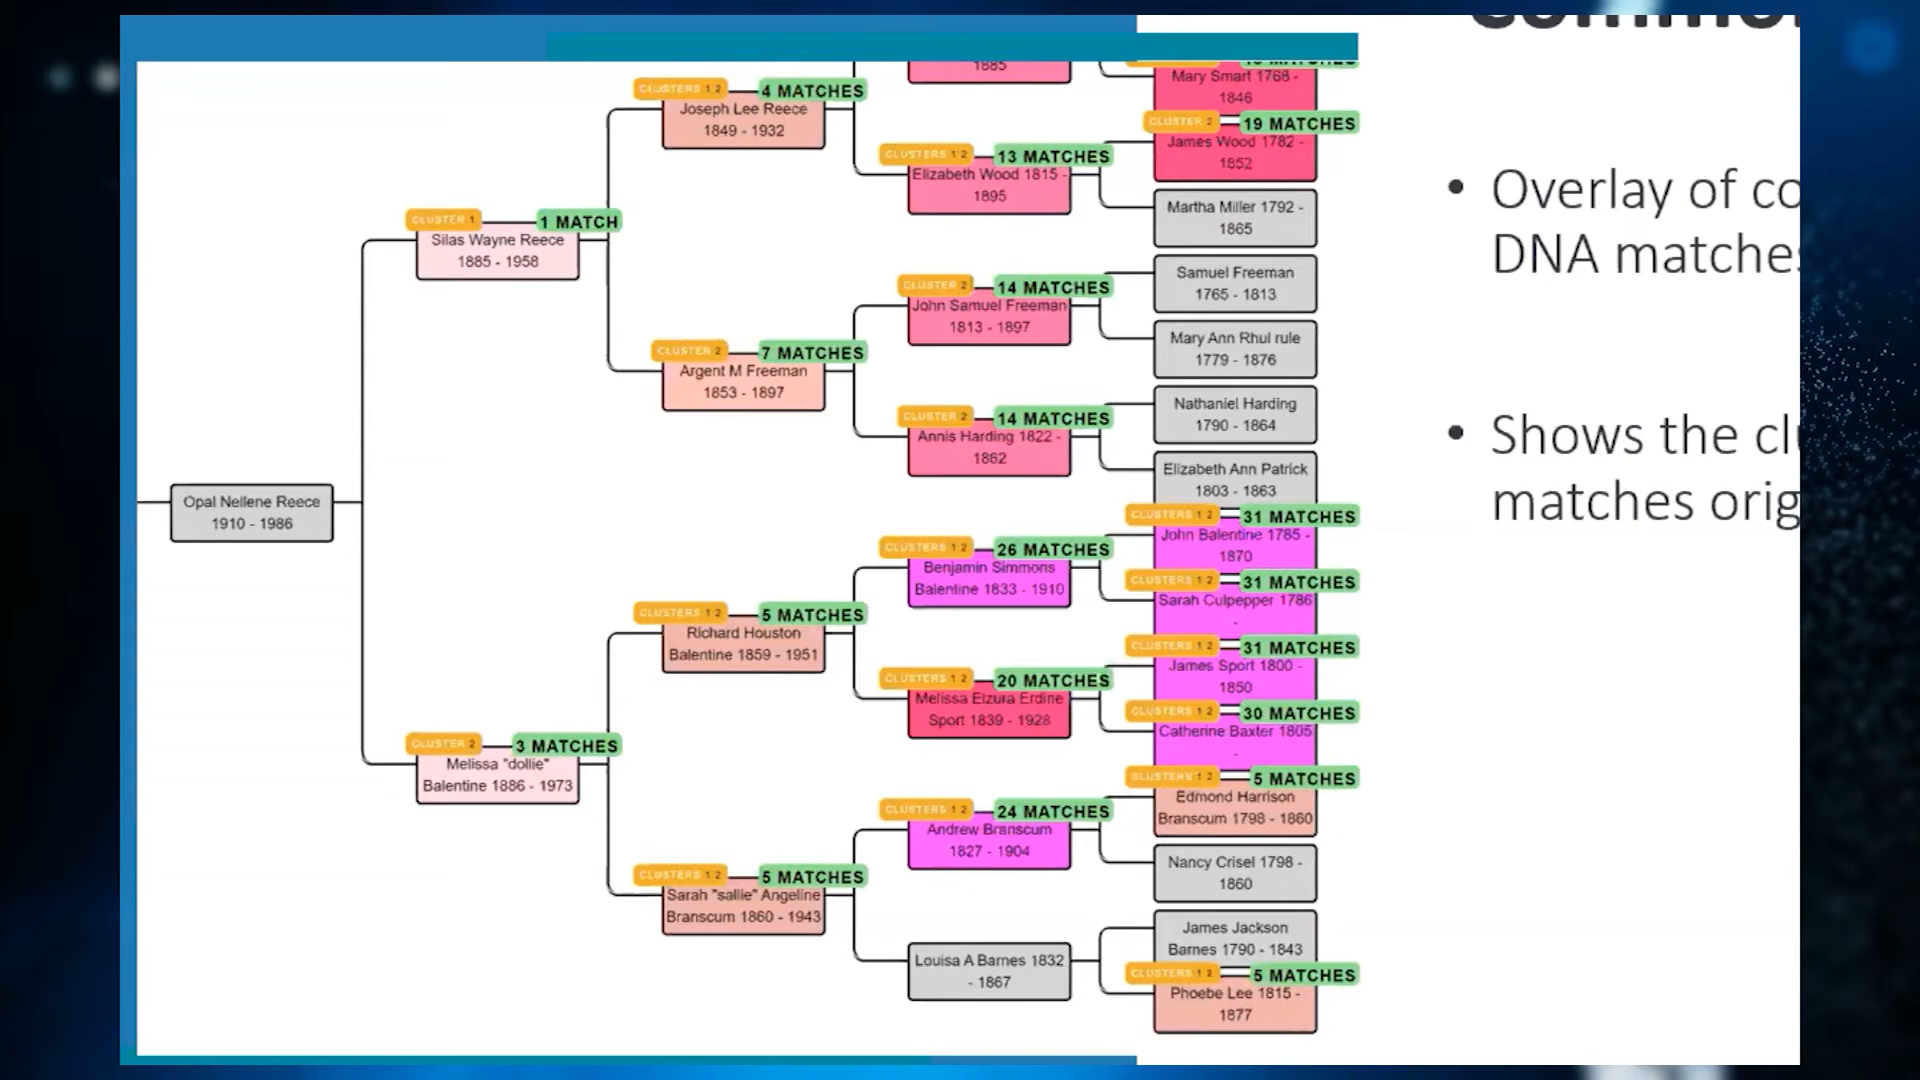 Commo
1885
MATCHES
Mary Smart 1768 -
1846
CLUSTERS 1 2
4 MATCHES
Joseph Lee Reece
1849 - 1932
CLUSTER 2
19 MATCHES
James Wood 1782 -
1852
CLUSTERS 1 2
13 MATCHES
Elizabeth Wood 1815 -
1895
Martha Miller 1792 -
1865
CLUSTER 1
1 MATCH
Silas Wayne Reece
1885 - 1958
Samuel Freeman
1765 - 1813
CLUSTER 2
14 MATCHES
John Samuel Freeman
1813 - 1897
Mary Ann Rhul rule
1779 - 1876
CLUSTER 2
7 MATCHES
Argent M Freeman
1853 - 1897
Nathaniel Harding
1790 - 1864
CLUSTER 2
14 MATCHES
Annis Harding 1822 -
1862
Elizabeth Ann Patrick
1803 - 1863
Opal Nellene Reece
1910 - 1986
CLUSTERS 1 2
31 MATCHES
John Balentine 1785 -
1870
CLUSTERS 1 2
26 MATCHES
Benjamin Simmons
Balentine 1833 - 1910
CLUSTERS 1 2
31 MATCHES
Sarah Culpepper 1786
-
CLUSTERS 1 2
5 MATCHES
Richard Houston
Balentine 1859 - 1951
CLUSTERS 1 2
31 MATCHES
James Sport 1800 -
1850
CLUSTERS 1 2
20 MATCHES
Melissa Elzura Erdine
Sport 1839 - 1928
CLUSTERS 1 2
30 MATCHES
Catherine Baxter 1805
-
CLUSTER 2
3 MATCHES
Melissa "dollie"
Balentine 1886 - 1973
CLUSTERS 1 2
5 MATCHES
Edmond Harrison
Branscum 1798 - 1860
CLUSTERS 1 2
24 MATCHES
Andrew Branscum
1827 - 1904
Nancy Crisel 1798 -
1860
CLUSTERS 1 2
5 MATCHES
Sarah "sallie" Angeline
Branscum 1860 - 1943
James Jackson
Barnes 1790 - 1843
Louisa A Barnes 1832
- 1867
CLUSTERS 1 2
5 MATCHES
Phoebe Lee 1815 -
1877
• Overlay of co
DNA matches
• Shows the clu
matches orig